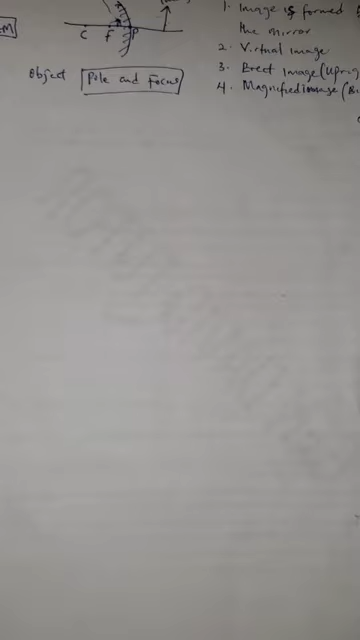 M
C F P
Object Pole and Focus
1. Image is formed
the mirror
2. Virtual image
3. Erect Image (Upri
4. Magnified image (Bi